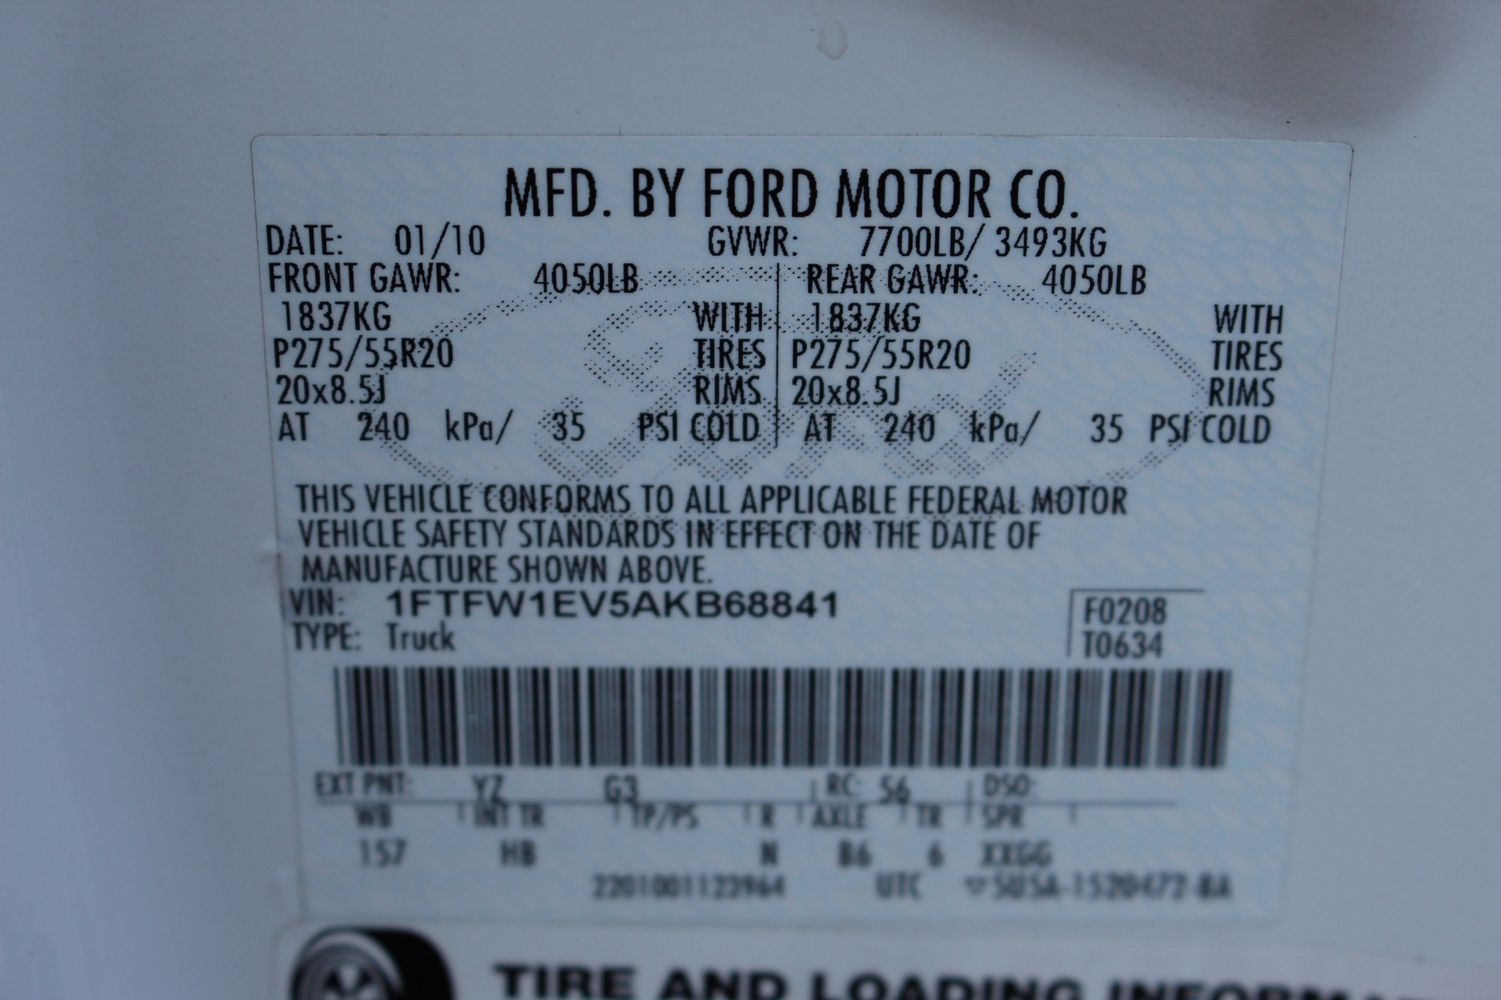 MFD. BY FORD MOTOR CO.
DATE: 01/10 GVWR: 7700LB/ 3493KG
FRONT GAWR: 4050LB REAR GAWR: 4050LB
1837KG WITH 1837KG WITH
P275/55R20 TIRES P275/55R20 TIRES
20x8.5J RIMS 20x8.5J RIMS
AT 240 kPa/ 35 PSI COLD AT 240 kPa/ 35 PSI COLD
Ford
THIS VEHICLE CONFORMS TO ALL APPLICABLE FEDERAL MOTOR
VEHICLE SAFETY STANDARDS IN EFFECT ON THE DATE OF
MANUFACTURE SHOWN ABOVE.
VIN: 1FTFW1EV5AKB68841 F0208
TYPE: Truck T0634
EXT PNT: YZ G3 RC: 56 DSO:
WB INT TR TP/PS R AXLE TR SPR
157 HB N B6 6 XXGG
2201001123964 UTC 5U5A-1520472-BA
TIRE AND LOADING